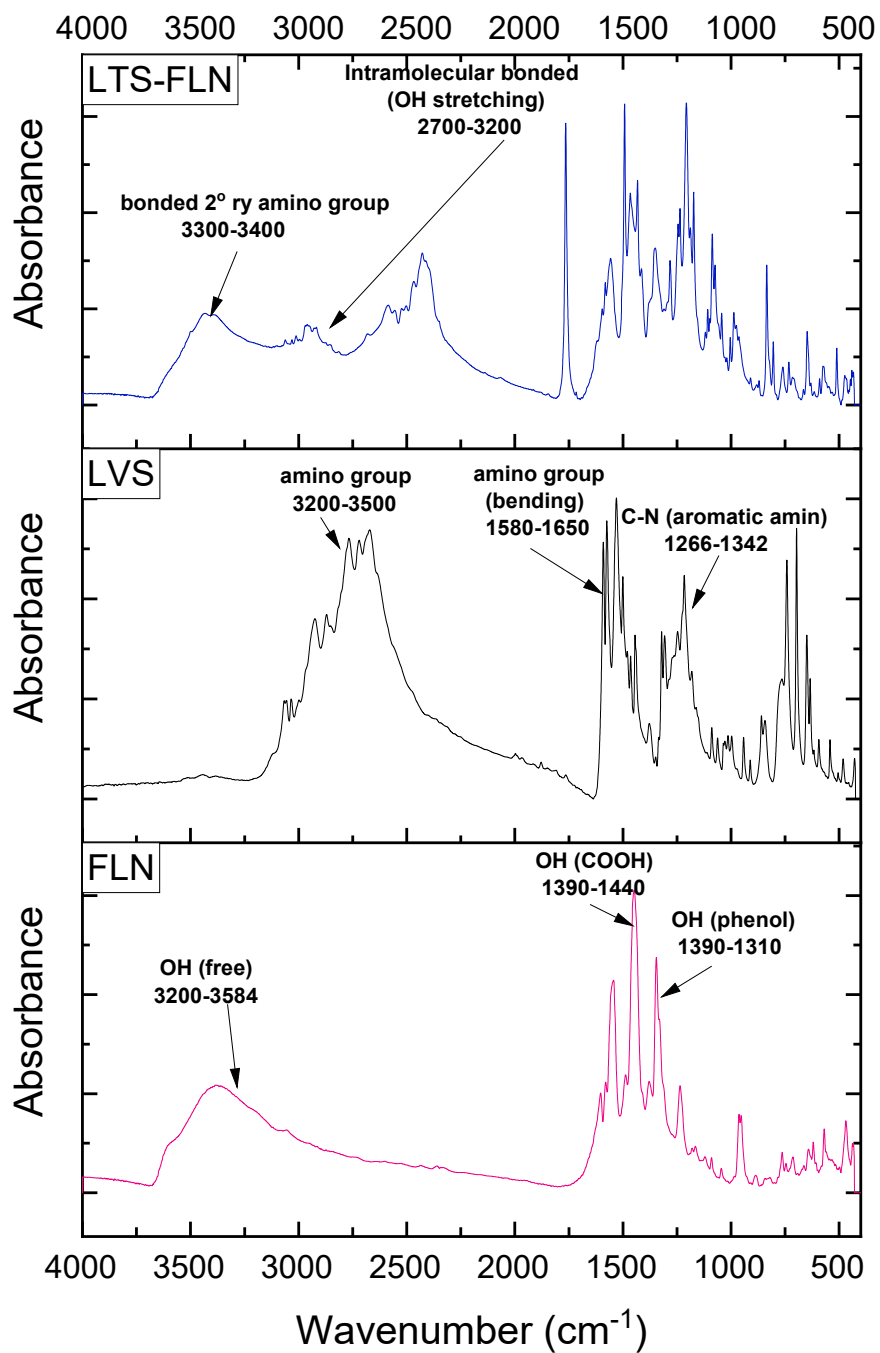 4000 3500 3000 2500 2000 1500 1000 500
LTS-FLN
Intramolecular bonded
(OH stretching)
2700-3200
bonded 2° ry amino group
3300-3400
Absorbance
LVS
amino group
3200-3500
amino group
(bending)
1580-1650
C-N (aromatic amin)
1266-1342
Absorbance
FLN
OH (COOH)
1390-1440
OH (phenol)
1390-1310
OH (free)
3200-3584
Absorbance
4000 3500 3000 2500 2000 1500 1000 500
Wavenumber (cm⁻¹)